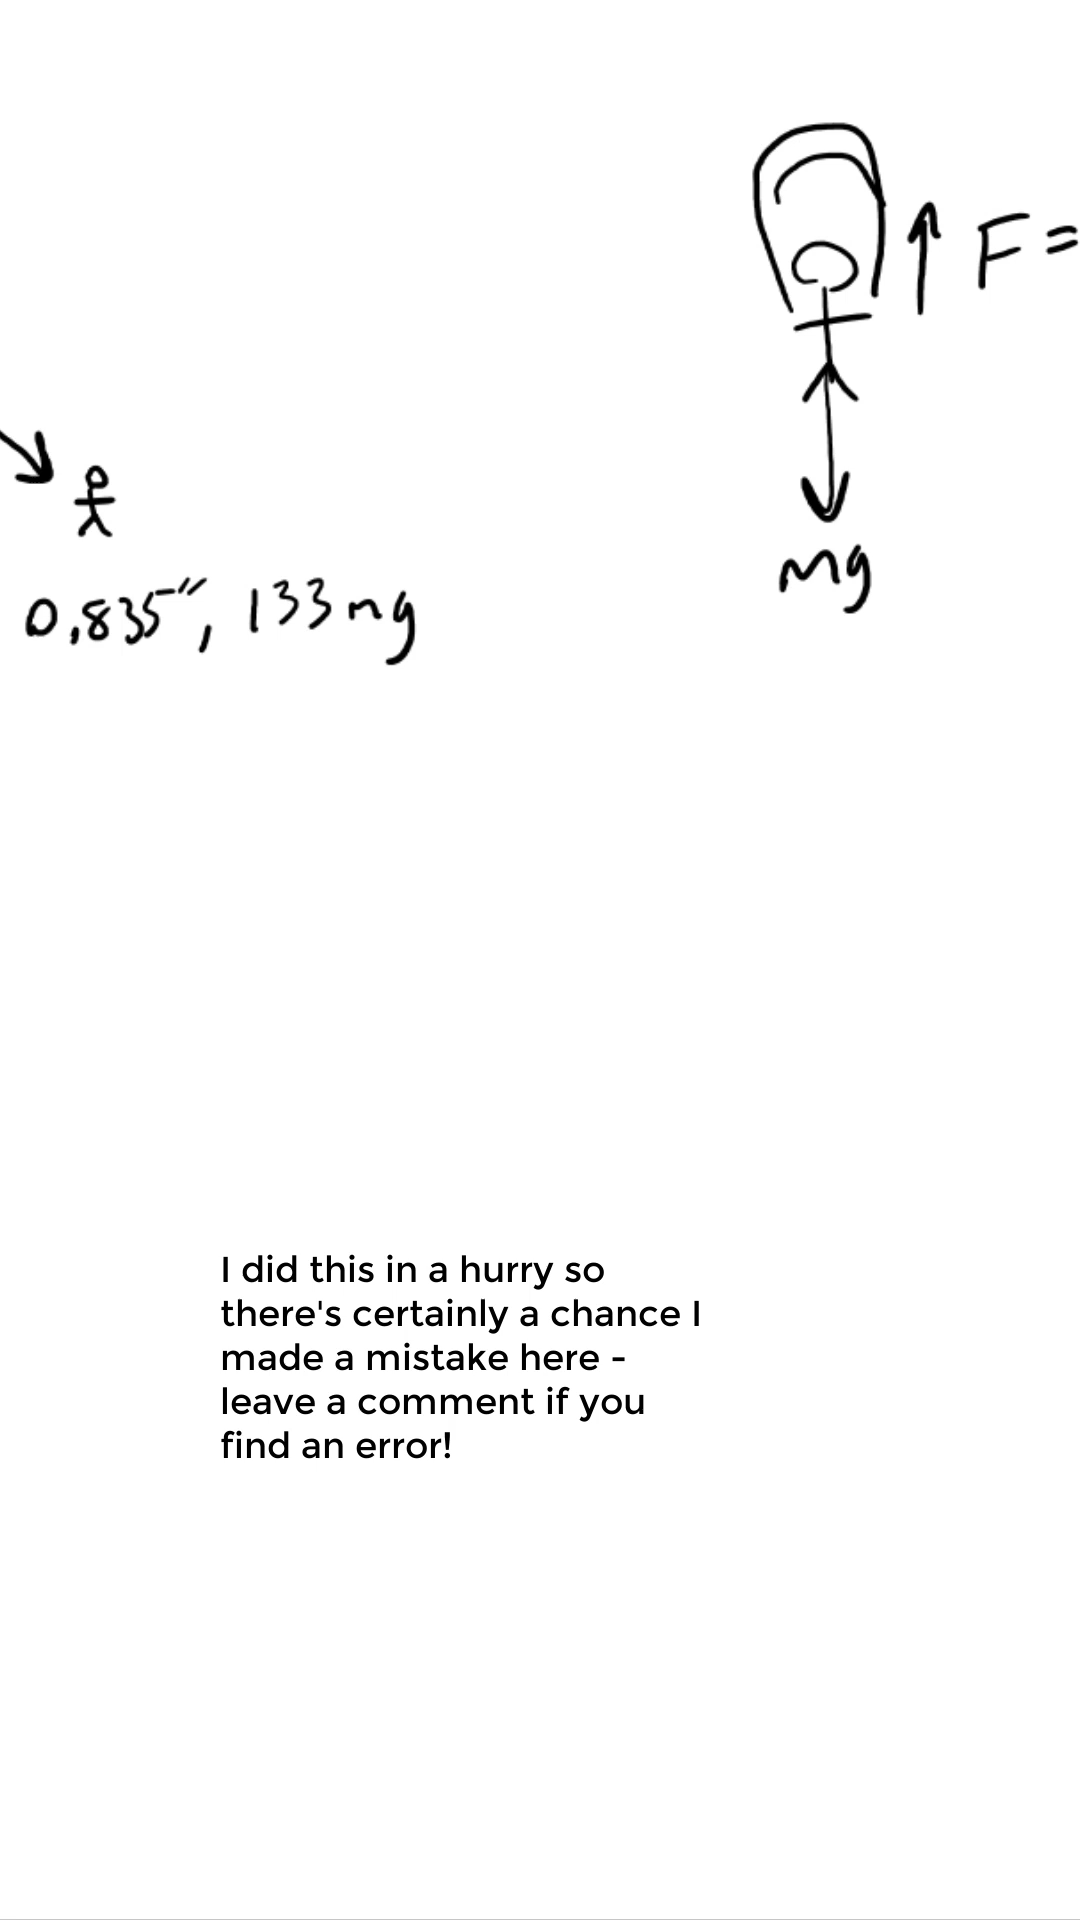 F =
mg
0.835", 133mg
I did this in a hurry so
there's certainly a chance I
made a mistake here -
leave a comment if you
find an error!